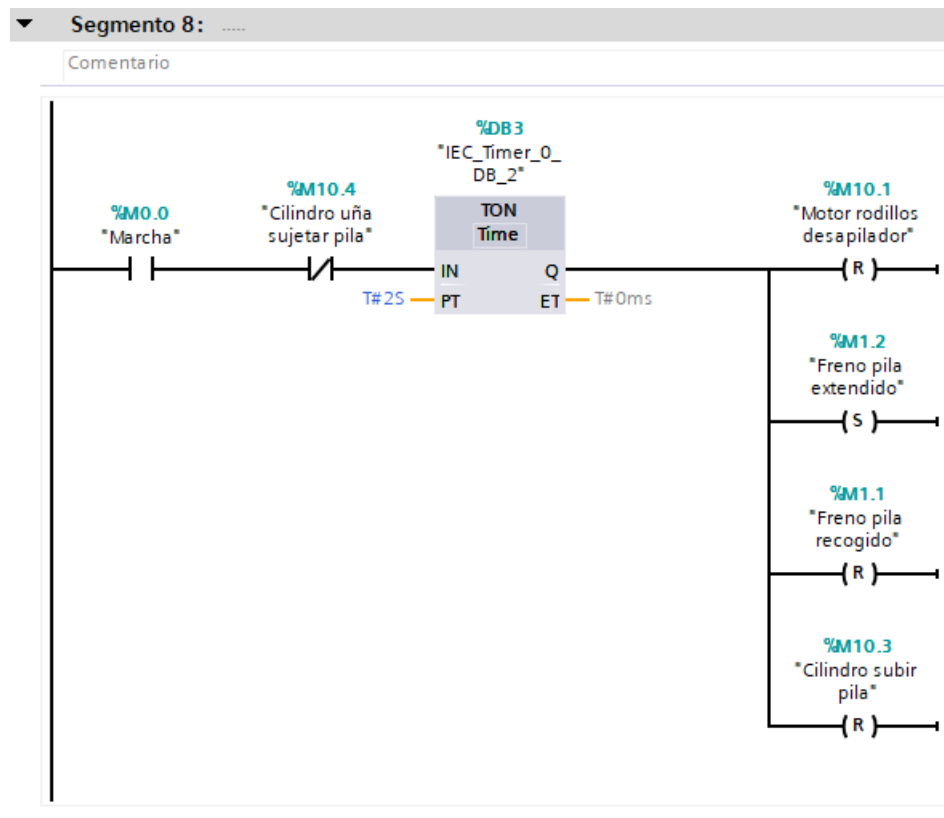 Segmento 8: .....
Comentario
%DB3
"IEC_Timer_0_
DB_2"
%M0.0
"Marcha"
%M10.4
"Cilindro uña
sujetar pila"
TON
Time
IN
Q
T#2S
PT
ET
T#0ms
%M10.1
"Motor rodillos
desapilador"
R
%M1.2
"Freno pila
extendido"
S
%M1.1
"Freno pila
recogido"
R
%M10.3
"Cilindro subir
pila"
R